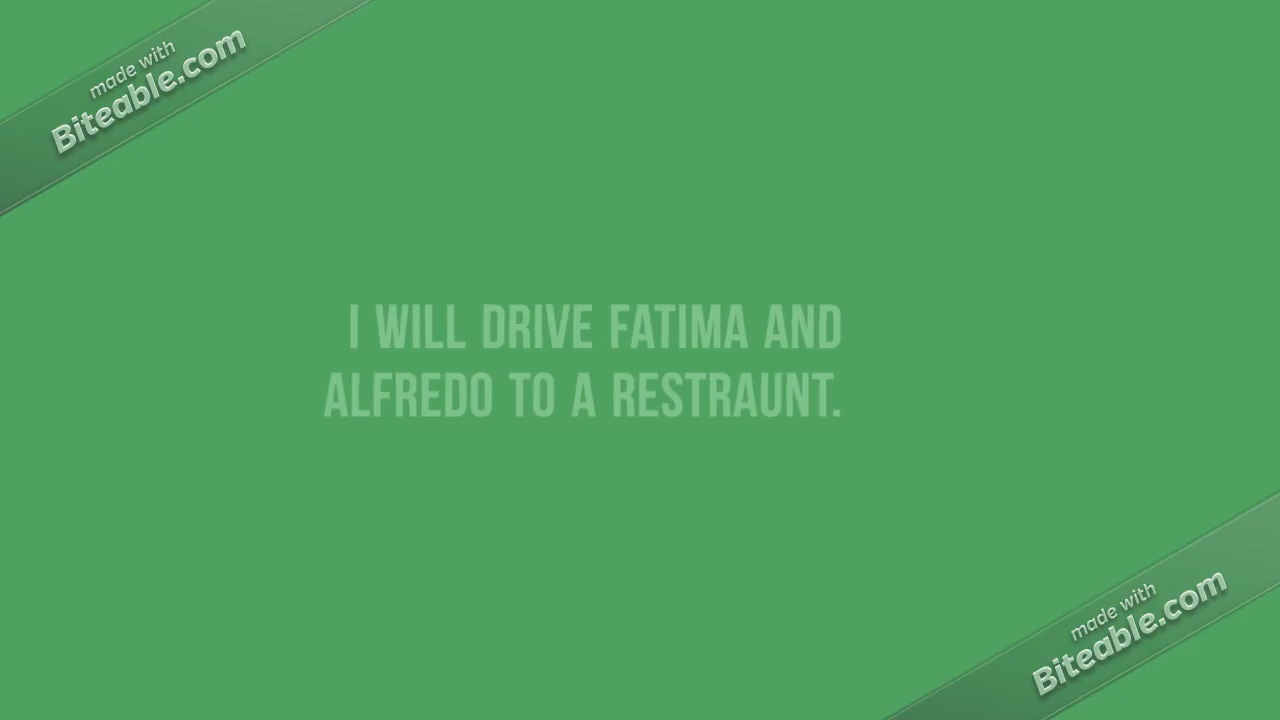 made with
Biteable.com
I WILL DRIVE FATIMA AND
ALFREDO TO A RESTRAUNT.
made with
Biteable.com